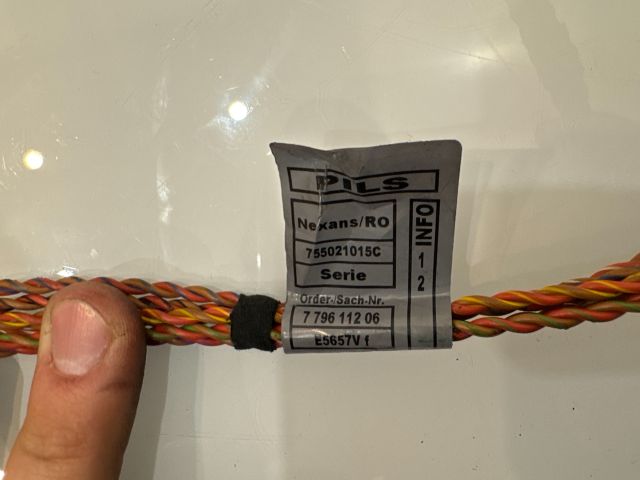 PILS
Nexans/RO
755021015C
Serie
Order-/Sach-Nr.
7 796 112 06
E5657V f
INFO
1
2